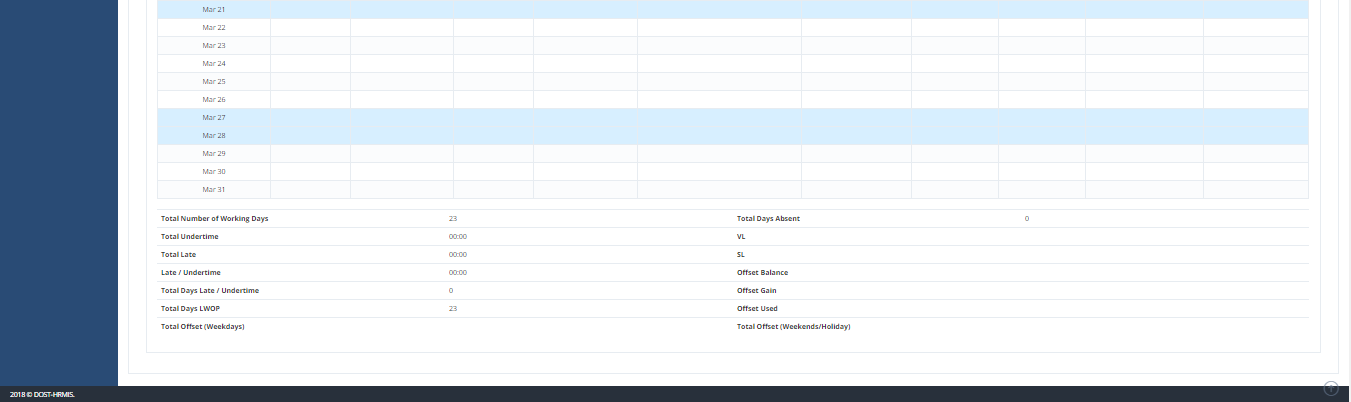 Mar 21
Mar 22
Mar 23
Mar 24
Mar 25
Mar 26
Mar 27
Mar 28
Mar 29
Mar 30
Mar 31
Total Number of Working Days 23 Total Days Absent 0
Total Undertime 00:00 VL
Total Late 00:00 SL
Late / Undertime 00:00 Offset Balance
Total Days Late / Undertime 0 Offset Gain
Total Days LWOP 23 Offset Used
Total Offset (Weekdays) Total Offset (Weekends/Holiday)
2018 © DOST-HRMIS.